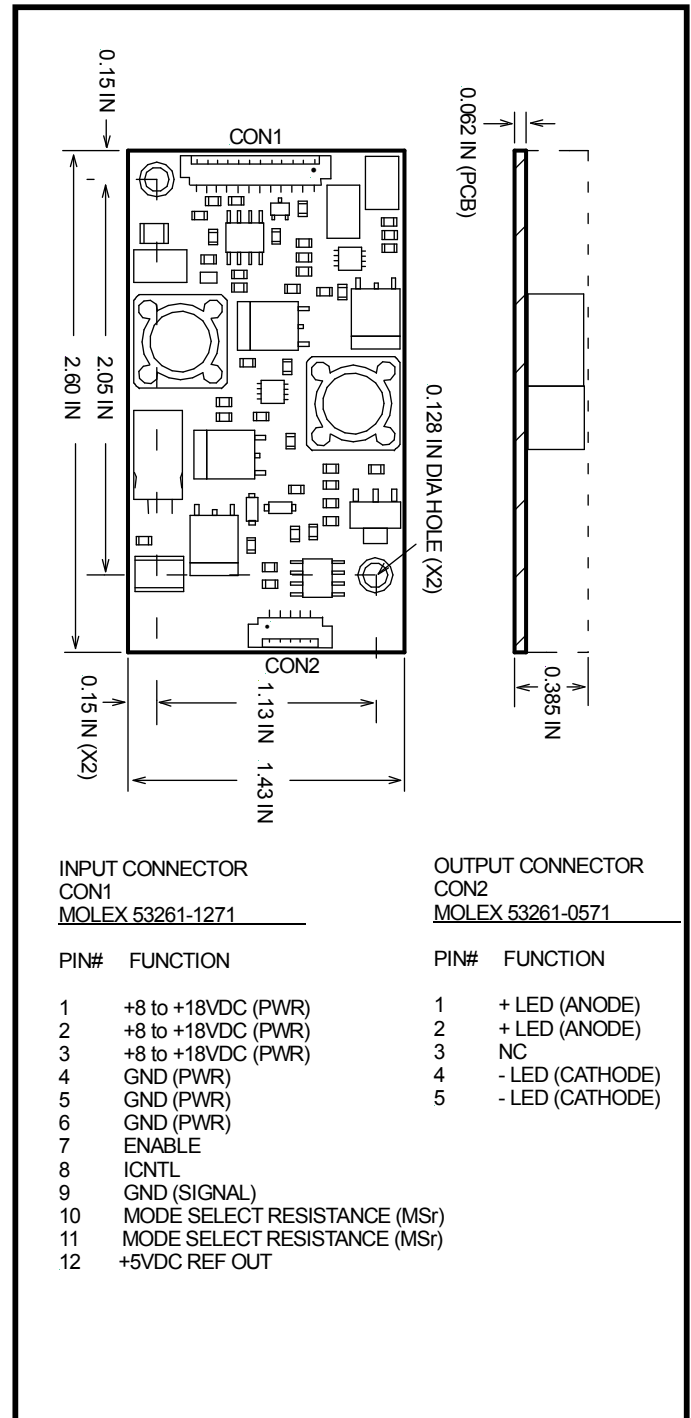 0.15 IN
CON1
0.062 IN (PCB)
2.60 IN
2.05 IN
0.128 IN DIA HOLE (X2)
CON2
0.15 IN (X2)
1.13 IN
1.43 IN
0.385 IN
INPUT CONNECTOR
CON1
MOLEX 53261-1271
PIN# FUNCTION
1 +8 to +18VDC (PWR)
2 +8 to +18VDC (PWR)
3 +8 to +18VDC (PWR)
4 GND (PWR)
5 GND (PWR)
6 GND (PWR)
7 ENABLE
8 ICNTL
9 GND (SIGNAL)
10 MODE SELECT RESISTANCE (MSr)
11 MODE SELECT RESISTANCE (MSr)
12 +5VDC REF OUT
OUTPUT CONNECTOR
CON2
MOLEX 53261-0571
PIN# FUNCTION
1 + LED (ANODE)
2 + LED (ANODE)
3 NC
4 - LED (CATHODE)
5 - LED (CATHODE)